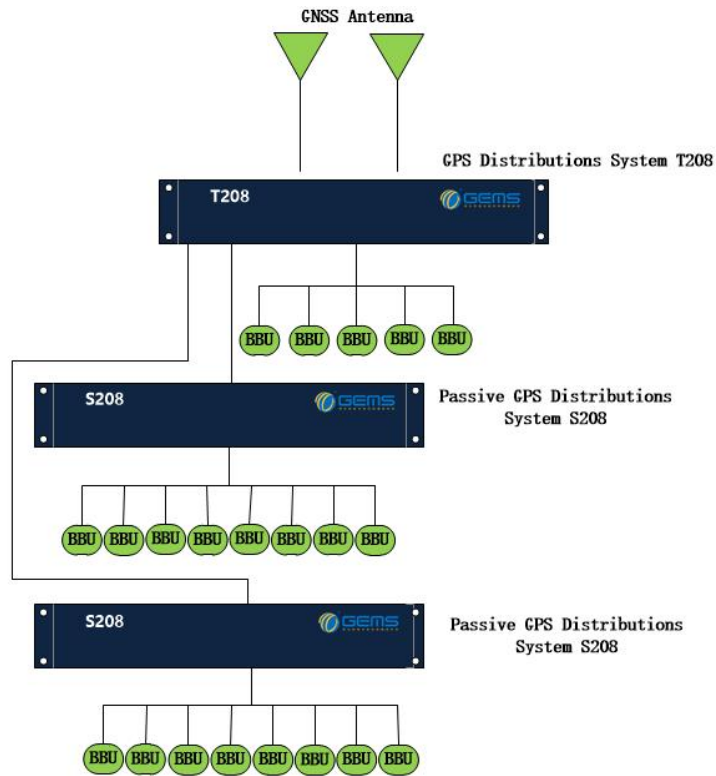 GNSS Antenna
GPS Distributions System T208
T208
GEMS
BBU BBU BBU BBU BBU
S208
GEMS
Passive GPS Distributions
System S208
BBU BBU BBU BBU BBU BBU BBU BBU
S208
GEMS
Passive GPS Distributions
System S208
BBU BBU BBU BBU BBU BBU BBU BBU